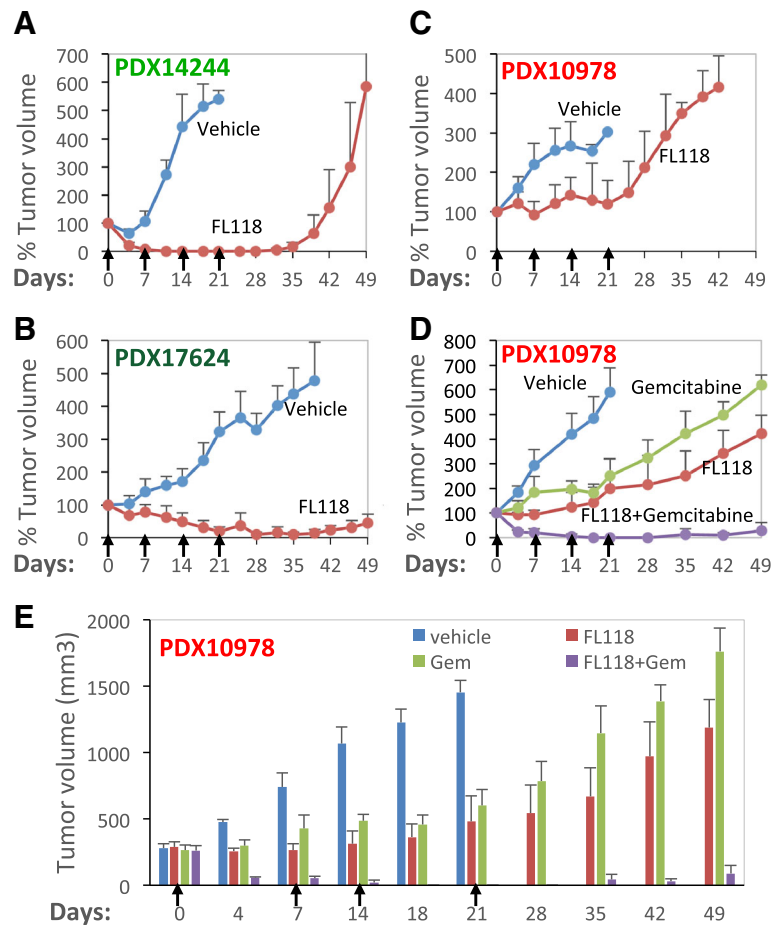 A
PDX14244
% Tumor volume
700
600
500
400
300
200
100
0
Vehicle
FL118
Days: 0 7 14 21 28 35 42 49
C
PDX10978
% Tumor volume
500
400
300
200
100
0
Vehicle
FL118
0 7 14 21 28 35 42 49
B
PDX17624
% Tumor volume
600
500
400
300
200
100
0
Vehicle
FL118
Days: 0 7 14 21 28 35 42 49
D
PDX10978
% Tumor volume
800
700
600
500
400
300
200
100
0
Vehicle
Gemcitabine
FL118
FL118+Gemcitabine
0 7 14 21 28 35 42 49
E
PDX10978
Tumor volume (mm3)
2000
1500
1000
500
0
vehicle FL118
Gem FL118+Gem
Days: 0 4 7 14 18 21 28 35 42 49